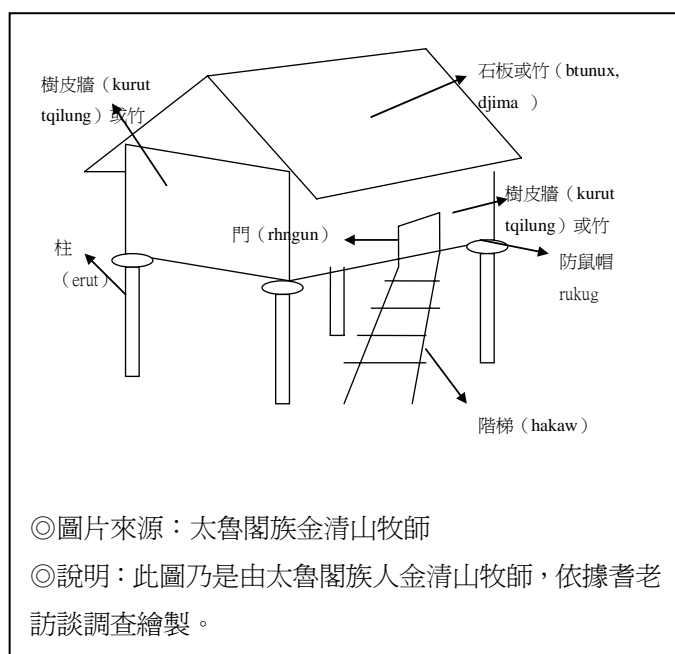 樹皮牆（kurut
tqilung）或竹
石板或竹（btunux,
djima ）
樹皮牆（kurut
tqilung）或竹
門（rhngun）
柱
（erut）
防鼠帽
rukug
階梯（hakaw）
◎圖片來源：太魯閣族金清山牧師
◎說明：此圖乃是由太魯閣族人金清山牧師，依據耆老
訪談調查繪製。